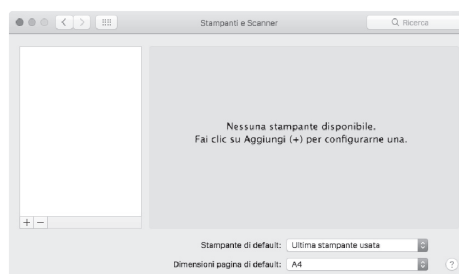 Stampanti e Scanner
Ricerca
Nessuna stampante disponibile.
Fai clic su Aggiungi (+) per configurarne una.
+ −
Stampante di default: Ultima stampante usata
Dimensioni pagina di default: A4
?